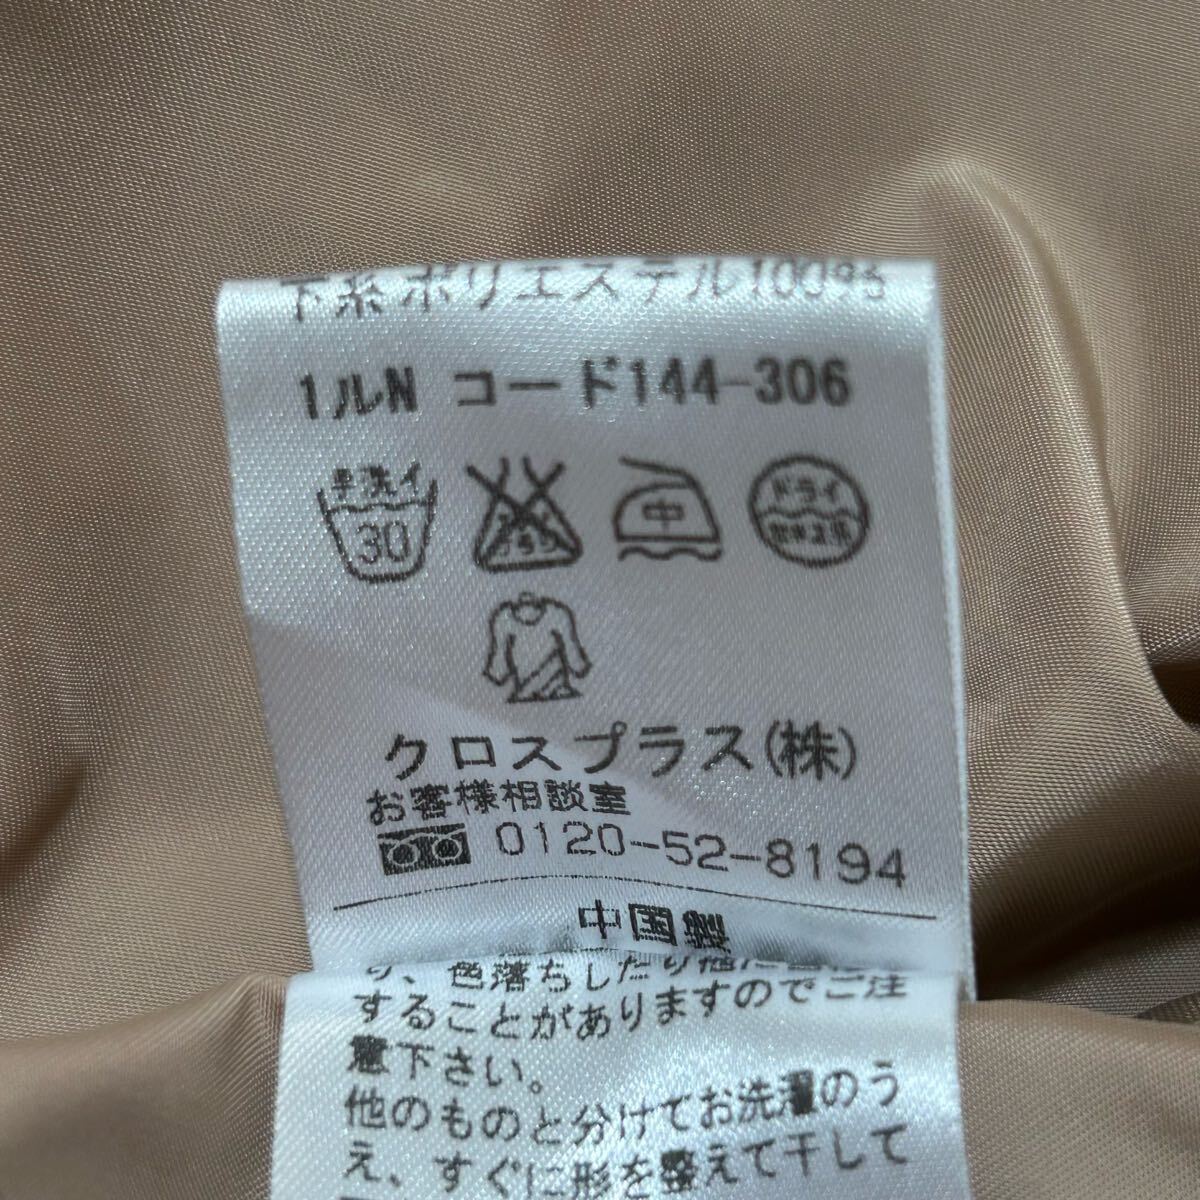 下糸ポリエステル100%
1ルN コード144-306
手洗イ
30
中
ドライ
クロスプラス(株)
お客様相談室
0120-52-8194
中国製
り、色落ちしたり他に
することがありますのでご注
意下さい。
他のものと分けてお洗濯のう
え、すぐに形を整えて干して